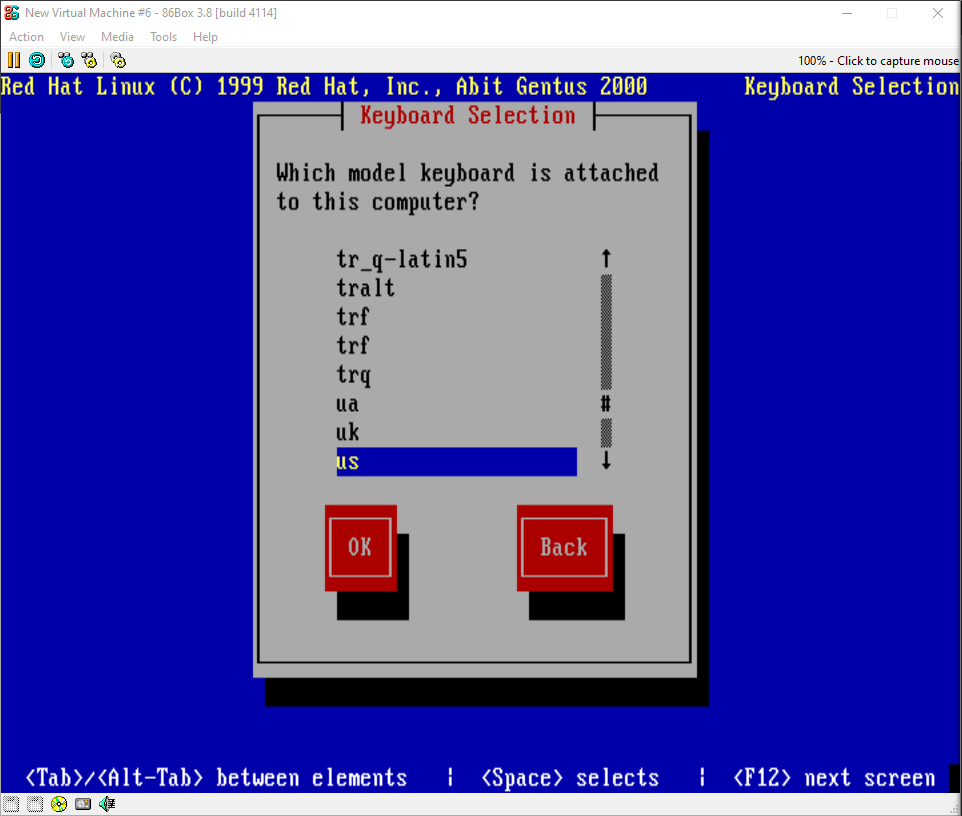 New Virtual Machine #6 - 86Box 3.8 [build 4114]
Action View Media Tools Help
100% - Click to capture mouse
Red Hat Linux (C) 1999 Red Hat, Inc., Abit Gentus 2000 Keyboard Selection
Keyboard Selection
Which model keyboard is attached
to this computer?
tr_q-latin5 ↑
tralt
trf
trf
trq
ua #
uk
us ↓
OK Back
<Tab>/<Alt-Tab> between elements | <Space> selects | <F12> next screen